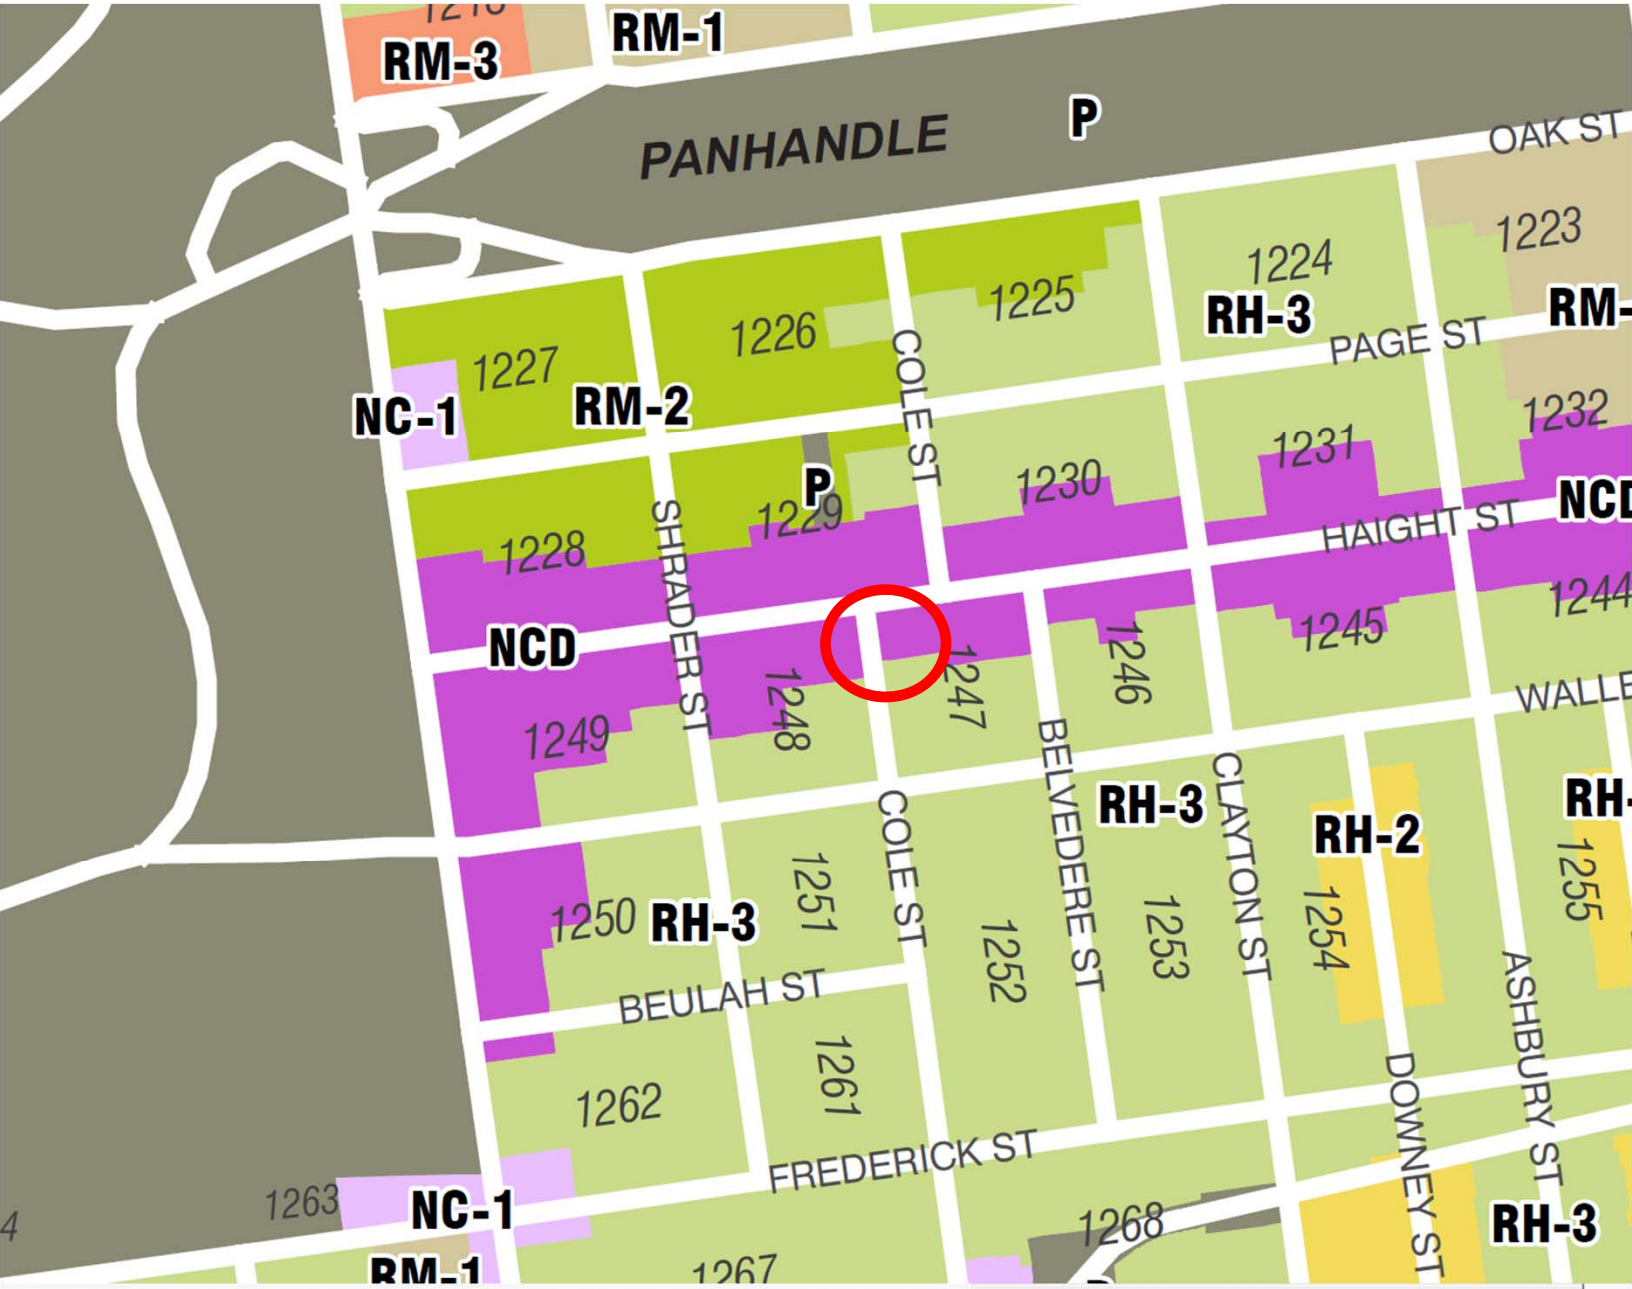 1216
RM-3
RM-1
P
PANHANDLE
OAK ST
1223
1224
1225
RH-3
RM-
1226
1227
NC-1
RM-2
COLE ST
PAGE ST
1232
1231
1230
P
1229
1228
SHRADER ST
HAIGHT ST
NCD
NCD
1244
1245
1246
1247
1248
1249
WALLE
BELVEDERE ST
CLAYTON ST
COLE ST
RH-3
RH-2
RH-
1250
RH-3
1251
1252
1253
1254
1255
BEULAH ST
ASHBURY ST
DOWNEY ST
1261
1262
FREDERICK ST
1263
NC-1
1268
RH-3
4
RM-1
1267